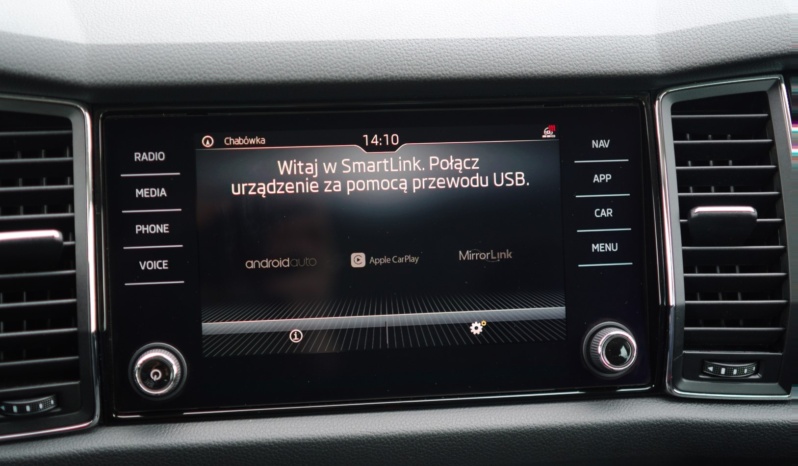 Chabówka
14:10
RADIO
MEDIA
PHONE
VOICE
Witaj w SmartLink. Połącz
urządzenie za pomocą przewodu USB.
androidauto
Apple CarPlay
MirrorLink
NAV
APP
CAR
MENU